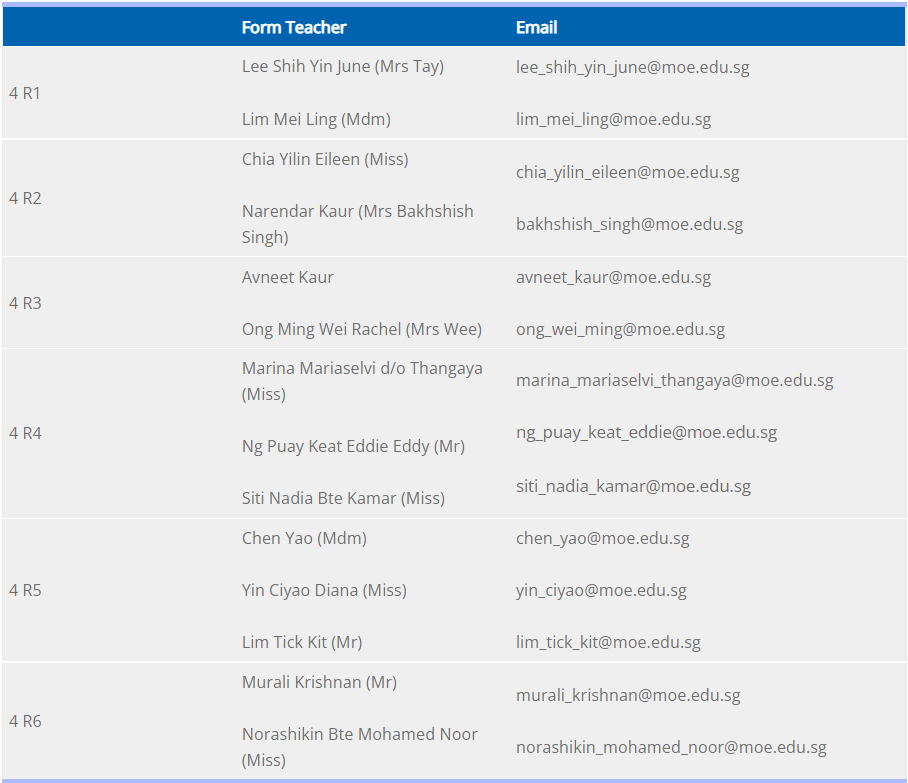 Form Teacher Email
4 R1
Lee Shih Yin June (Mrs Tay) lee_shih_yin_june@moe.edu.sg
Lim Mei Ling (Mdm) lim_mei_ling@moe.edu.sg
4 R2
Chia Yilin Eileen (Miss) chia_yilin_eileen@moe.edu.sg
Narendar Kaur (Mrs Bakhshish
Singh) bakhshish_singh@moe.edu.sg
4 R3
Avneet Kaur avneet_kaur@moe.edu.sg
Ong Ming Wei Rachel (Mrs Wee) ong_wei_ming@moe.edu.sg
4 R4
Marina Mariaselvi d/o Thangaya
(Miss) marina_mariaselvi_thangaya@moe.edu.sg
Ng Puay Keat Eddie Eddy (Mr) ng_puay_keat_eddie@moe.edu.sg
Siti Nadia Bte Kamar (Miss) siti_nadia_kamar@moe.edu.sg
4 R5
Chen Yao (Mdm) chen_yao@moe.edu.sg
Yin Ciyao Diana (Miss) yin_ciyao@moe.edu.sg
Lim Tick Kit (Mr) lim_tick_kit@moe.edu.sg
4 R6
Murali Krishnan (Mr) murali_krishnan@moe.edu.sg
Norashikin Bte Mohamed Noor
(Miss) norashikin_mohamed_noor@moe.edu.sg